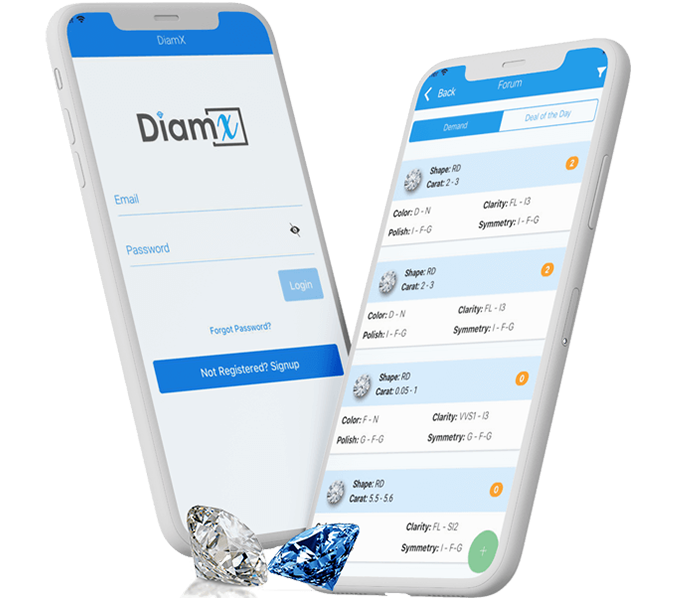 DiamX
Diamx
Email
Password
Login
Forgot Password?
Not Registered? Signup
Back
Forum
Demand
Deal of the Day
Shape: RD
Carat: 2 - 3
2
Color: D - N
Clarity: FL - I3
Polish: I - F-G
Symmetry: I - F-G
Shape: RD
Carat: 2 - 3
2
Color: D - N
Clarity: FL - I3
Polish: I - F-G
Symmetry: I - F-G
Shape: RD
Carat: 0.05 - 1
0
Color: F - N
Clarity: VVS1 - I3
Polish: G - F-G
Symmetry: G - F-G
Shape: RD
Carat: 5.5 - 5.6
0
Clarity: FL - SI2
Symmetry: I - F-G
+